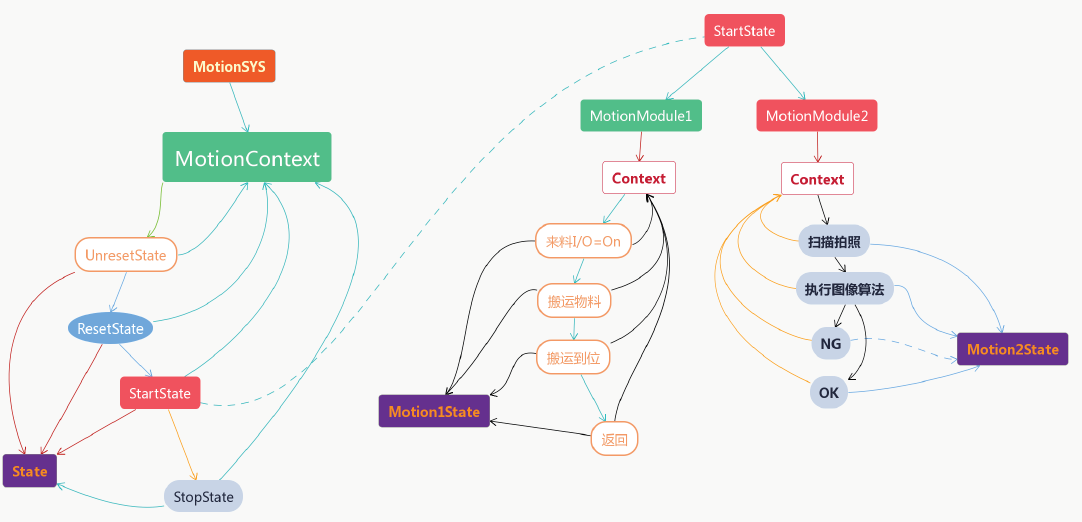 MotionSYS
MotionContext
UnresetState
ResetState
StartState
State
StopState
StartState
MotionModule1
MotionModule2
Context
来料I/O=On
搬运物料
搬运到位
Motion1State
返回
Context
扫描拍照
执行图像算法
NG
Motion2State
OK